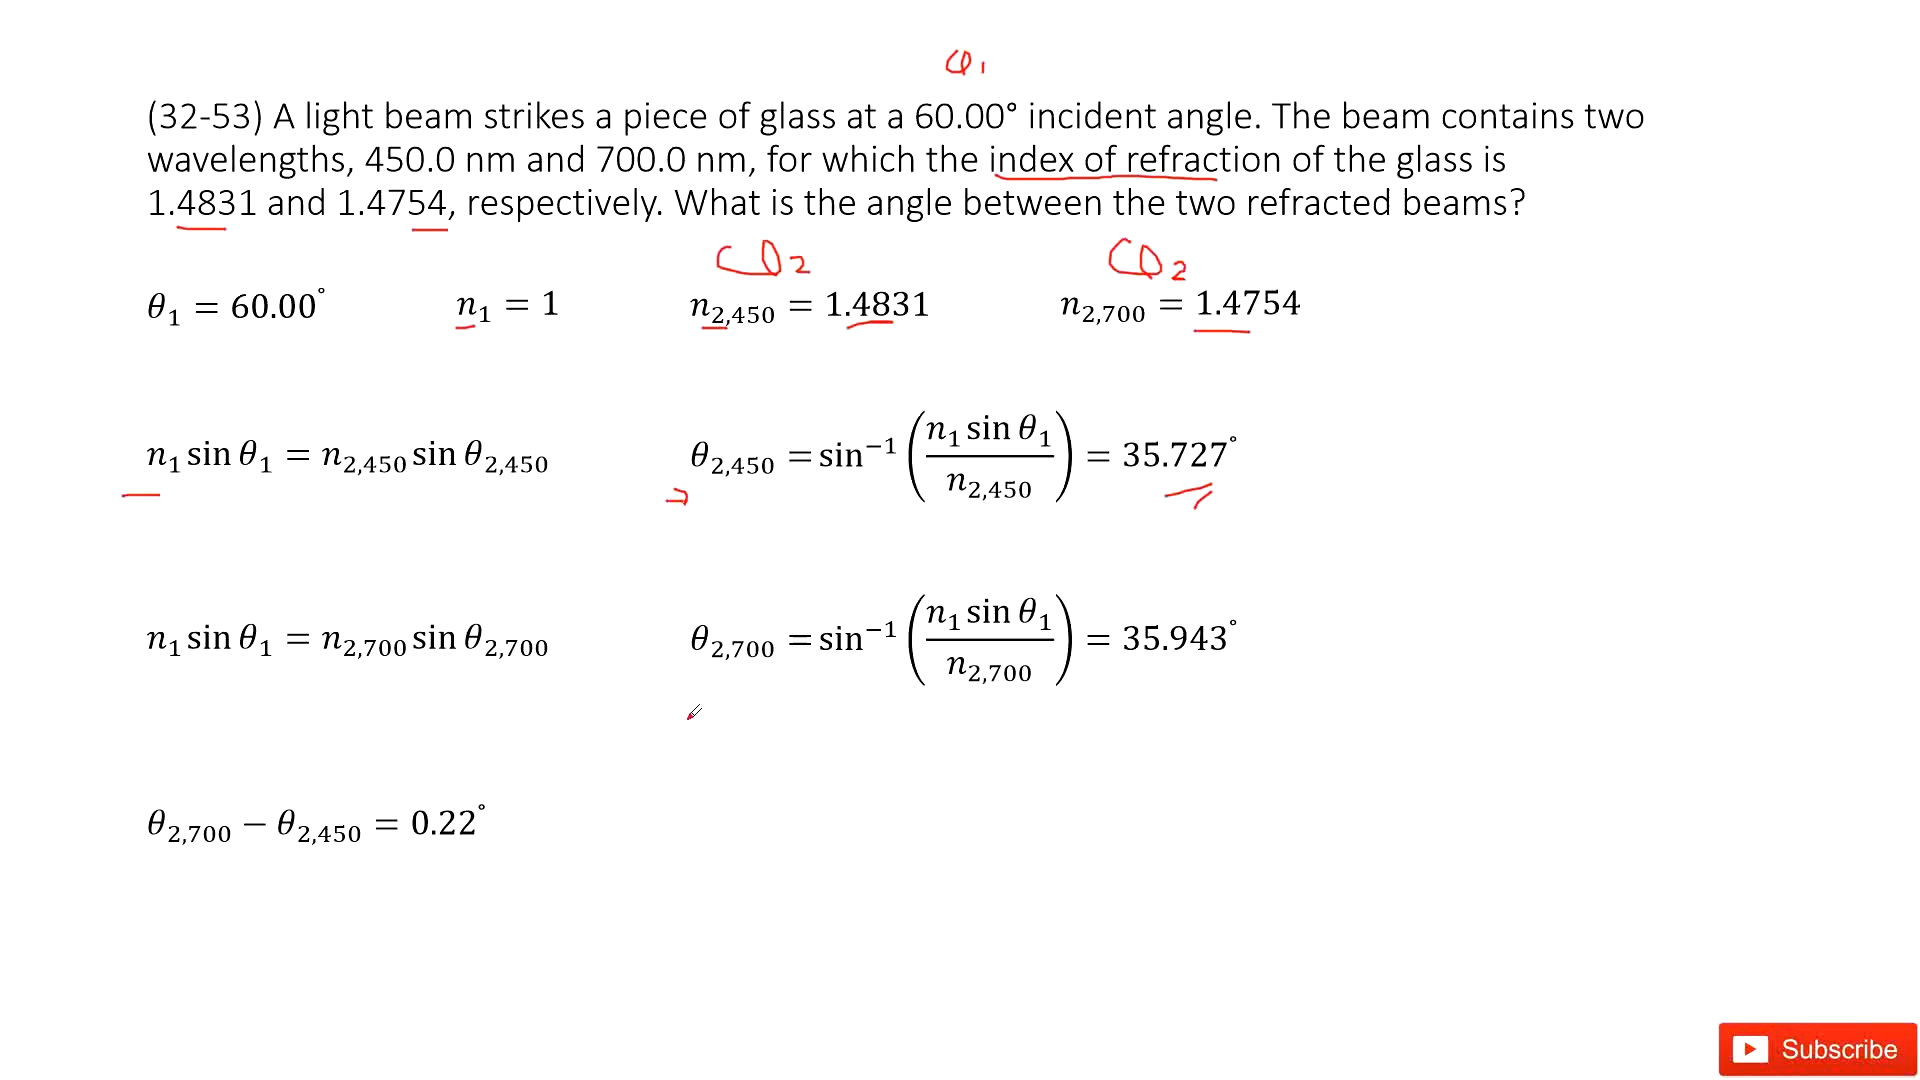 θ₁
(32-53) A light beam strikes a piece of glass at a 60.00° incident angle. The beam contains two
wavelengths, 450.0 nm and 700.0 nm, for which the index of refraction of the glass is
1.4831 and 1.4754, respectively. What is the angle between the two refracted beams?
θ₂ θ₂
θ₁ = 60.00° n₁ = 1 n₂,₄₅₀ = 1.4831 n₂,₇₀₀ = 1.4754
n₁ sin θ₁ = n₂,₄₅₀ sin θ₂,₄₅₀ θ₂,₄₅₀ = sin⁻¹ (n₁ sin θ₁ / n₂,₄₅₀) = 35.727°
n₁ sin θ₁ = n₂,₇₀₀ sin θ₂,₇₀₀ θ₂,₇₀₀ = sin⁻¹ (n₁ sin θ₁ / n₂,₇₀₀) = 35.943°
θ₂,₇₀₀ − θ₂,₄₅₀ = 0.22°
Subscribe